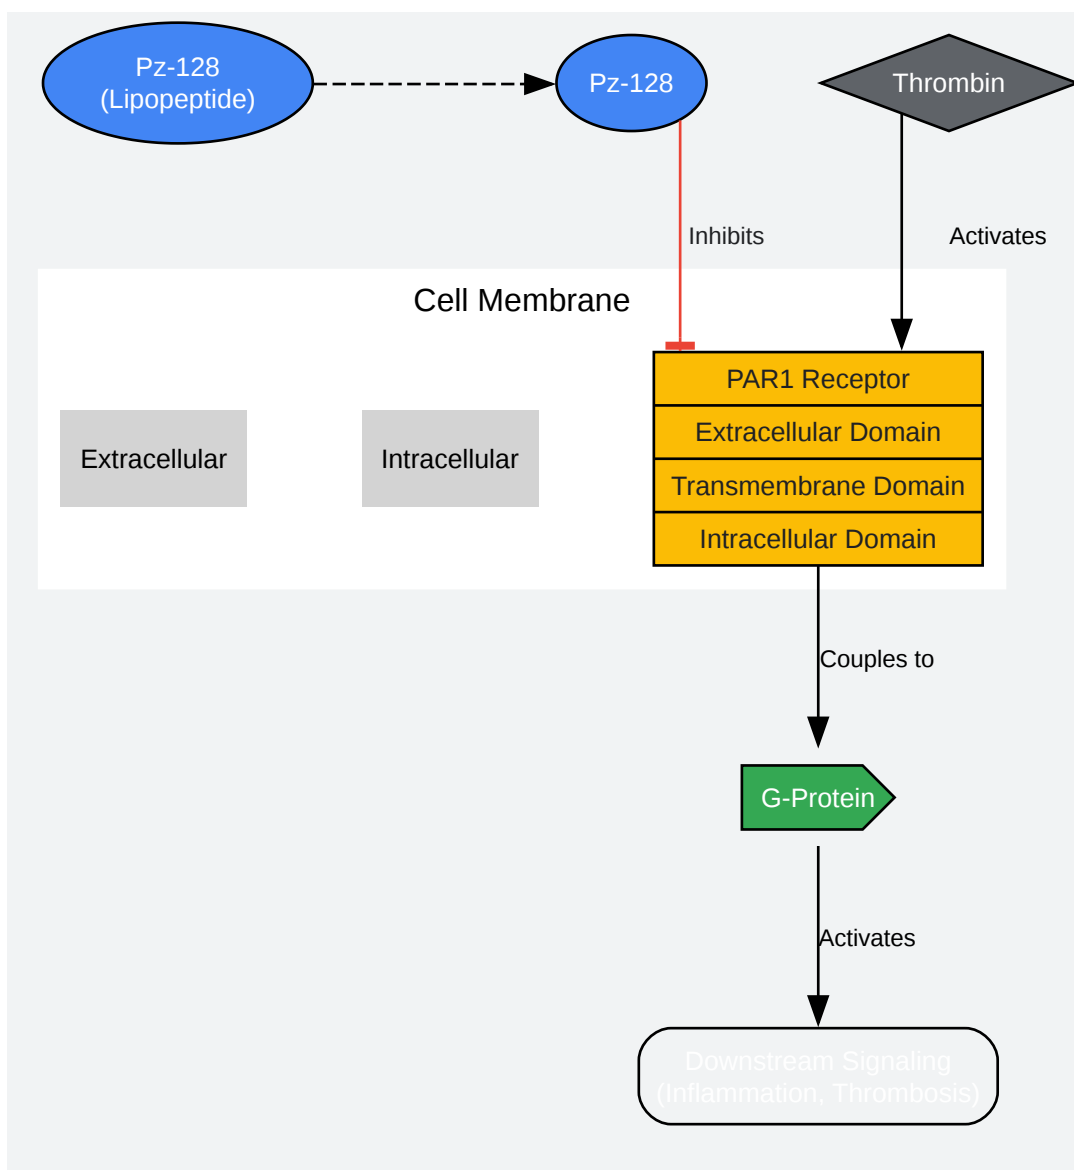 Pz-128
(Lipopeptide)
Pz-128
Thrombin
Inhibits
Activates
Cell Membrane
Extracellular
Intracellular
PAR1 Receptor
Extracellular Domain
Transmembrane Domain
Intracellular Domain
Couples to
G-Protein
Activates
Downstream Signaling
(Inflammation, Thrombosis)